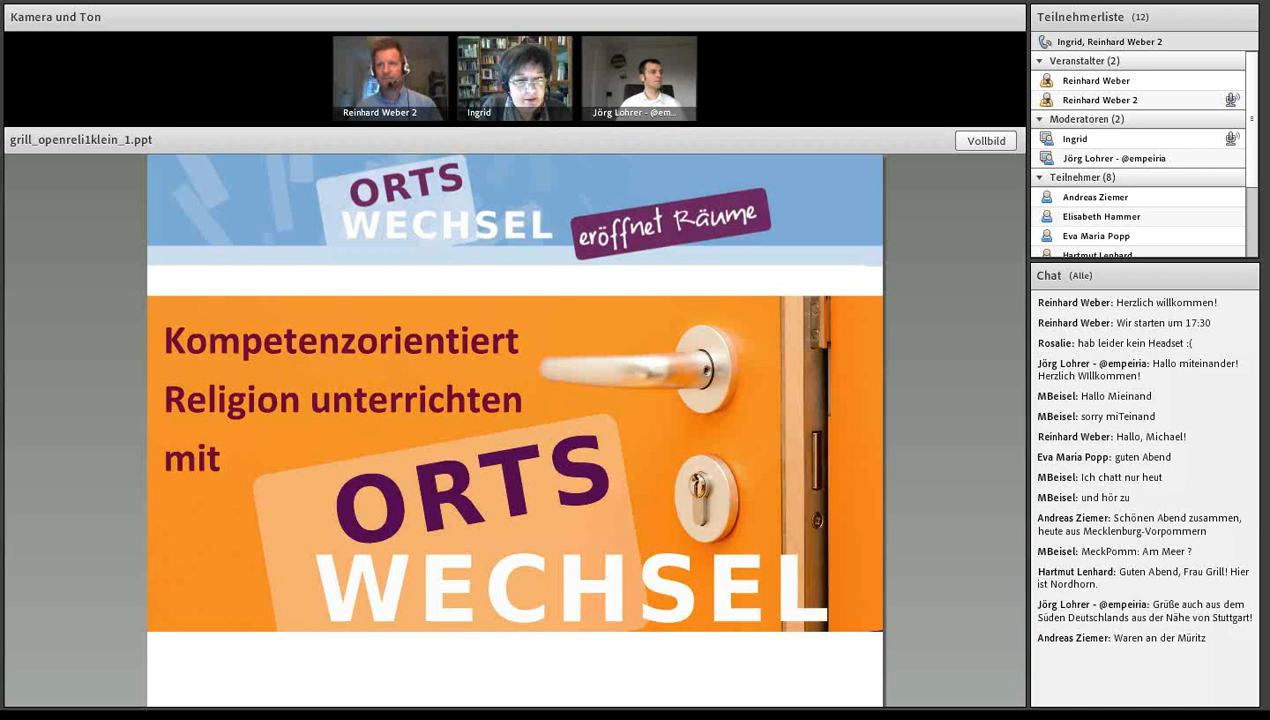 Kamera und Ton
Reinhard Weber 2
Ingrid
Jörg Lohrer - @em...
grill_openreli1klein_1.ppt
Vollbild
ORTS
WECHSEL
eröffnet Räume
Kompetenzorientiert
Religion unterrichten
mit
ORTS
WECHSEL
Teilnehmerliste (12)
Ingrid, Reinhard Weber 2
Veranstalter (2)
Reinhard Weber
Reinhard Weber 2
Moderatoren (2)
Ingrid
Jörg Lohrer - @empeiria
Teilnehmer (8)
Andreas Ziemer
Elisabeth Hammer
Eva Maria Popp
Hartmut Lenhard
Chat (Alle)
Reinhard Weber: Herzlich willkommen!
Reinhard Weber: Wir starten um 17:30
Rosalie: hab leider kein Headset :(
Jörg Lohrer - @empeiria: Hallo miteinander!
Herzlich WIllkommen!
MBeisel: Hallo Mieinand
MBeisel: sorry miTeinand
Reinhard Weber: Hallo, Michael!
Eva Maria Popp: guten Abend
MBeisel: Ich chatt nur heut
MBeisel: und hör zu
Andreas Ziemer: Schönen Abend zusammen,
heute aus Mecklenburg-Vorpommern
MBeisel: MeckPomm: Am Meer ?
Hartmut Lenhard: Guten Abend, Frau Grill! Hier
ist Nordhorn.
Jörg Lohrer - @empeiria: Grüße auch aus dem
Süden Deutschlands aus der Nähe von Stuttgart!
Andreas Ziemer: Waren an der Müritz